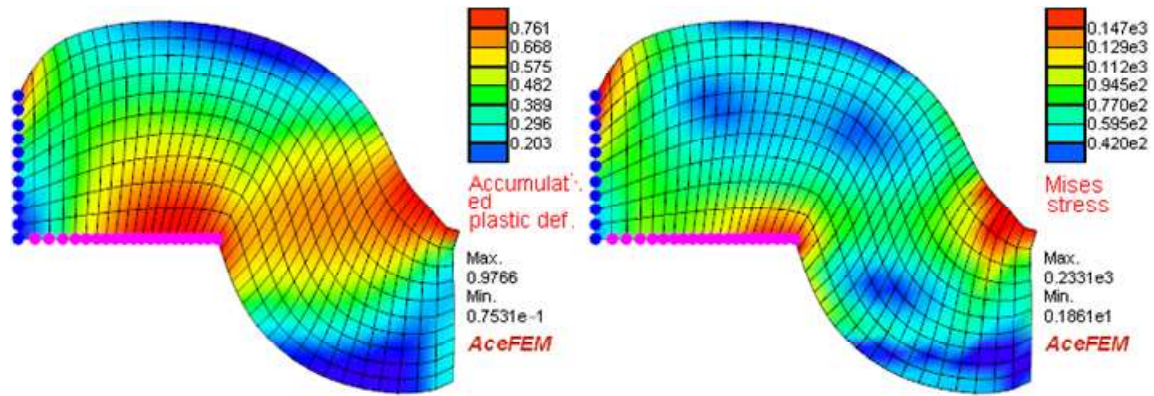 0.761
0.668
0.575
0.482
0.389
0.296
0.203
Accumulat.
ed
plastic def.
Max.
0.9766
Min.
0.7531e-1
AceFEM
0.147e3
0.129e3
0.112e3
0.945e2
0.770e2
0.595e2
0.420e2
Mises
stress
Max.
0.2331e3
Min.
0.1861e1
AceFEM